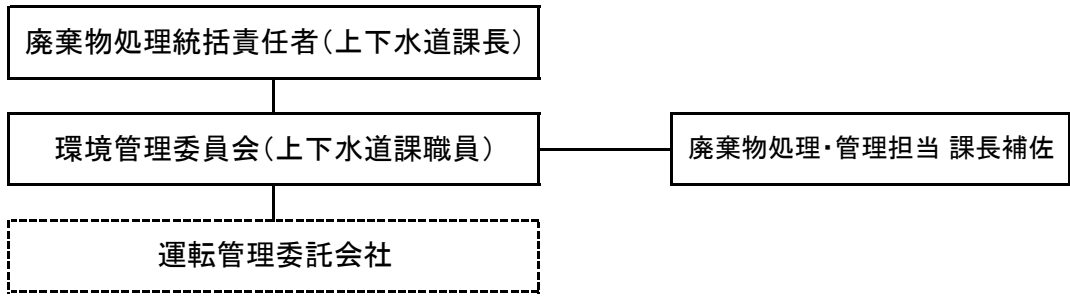 廃棄物処理統括責任者（上下水道課長）
環境管理委員会（上下水道課職員）
廃棄物処理・管理担当 課長補佐
運転管理委託会社